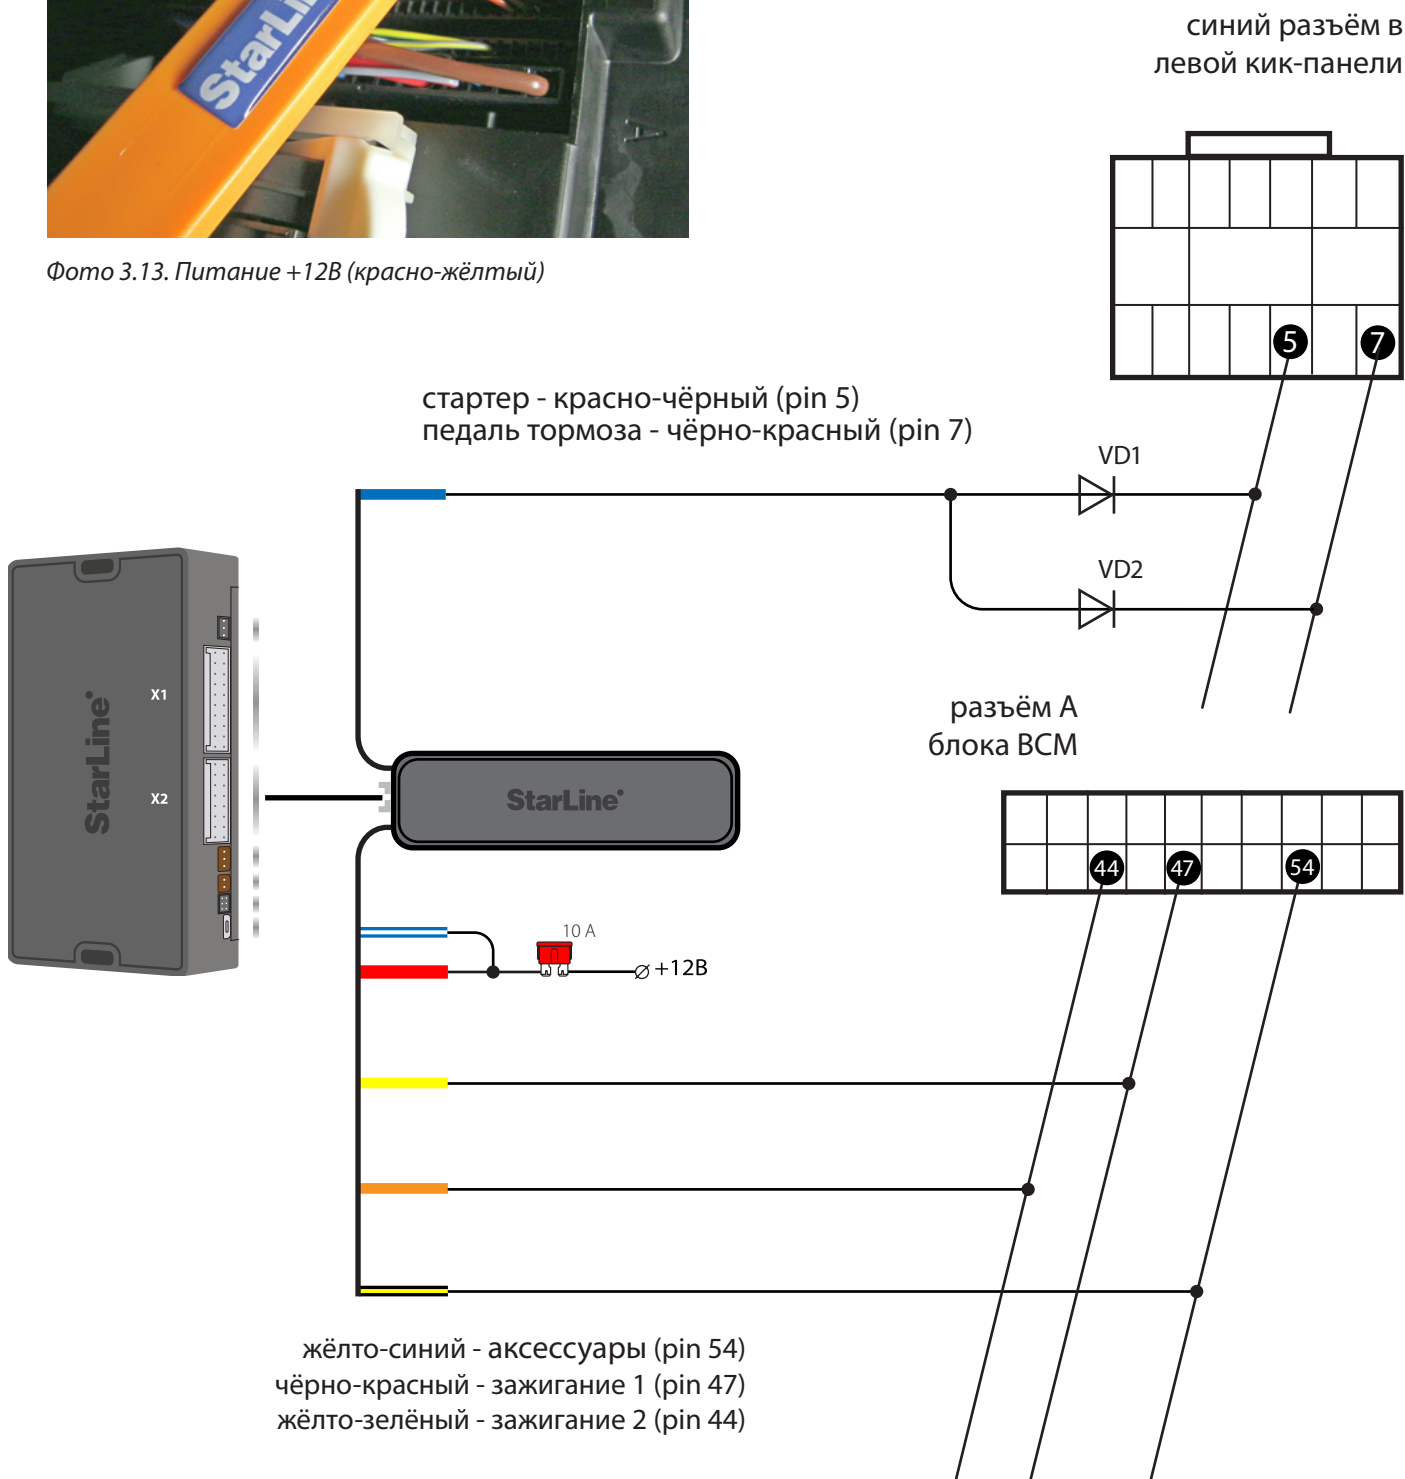 StarLi
синий разъём в
левой кик-панели
Фото 3.13. Питание +12В (красно-жёлтый)
5
7
стартер - красно-чёрный (pin 5)
педаль тормоза - чёрно-красный (pin 7)
VD1
VD2
X1
X2
StarLine
разъём А
блока BCM
StarLine
44
47
54
10 A
+12В
жёлто-синий - аксессуары (pin 54)
чёрно-красный - зажигание 1 (pin 47)
жёлто-зелёный - зажигание 2 (pin 44)